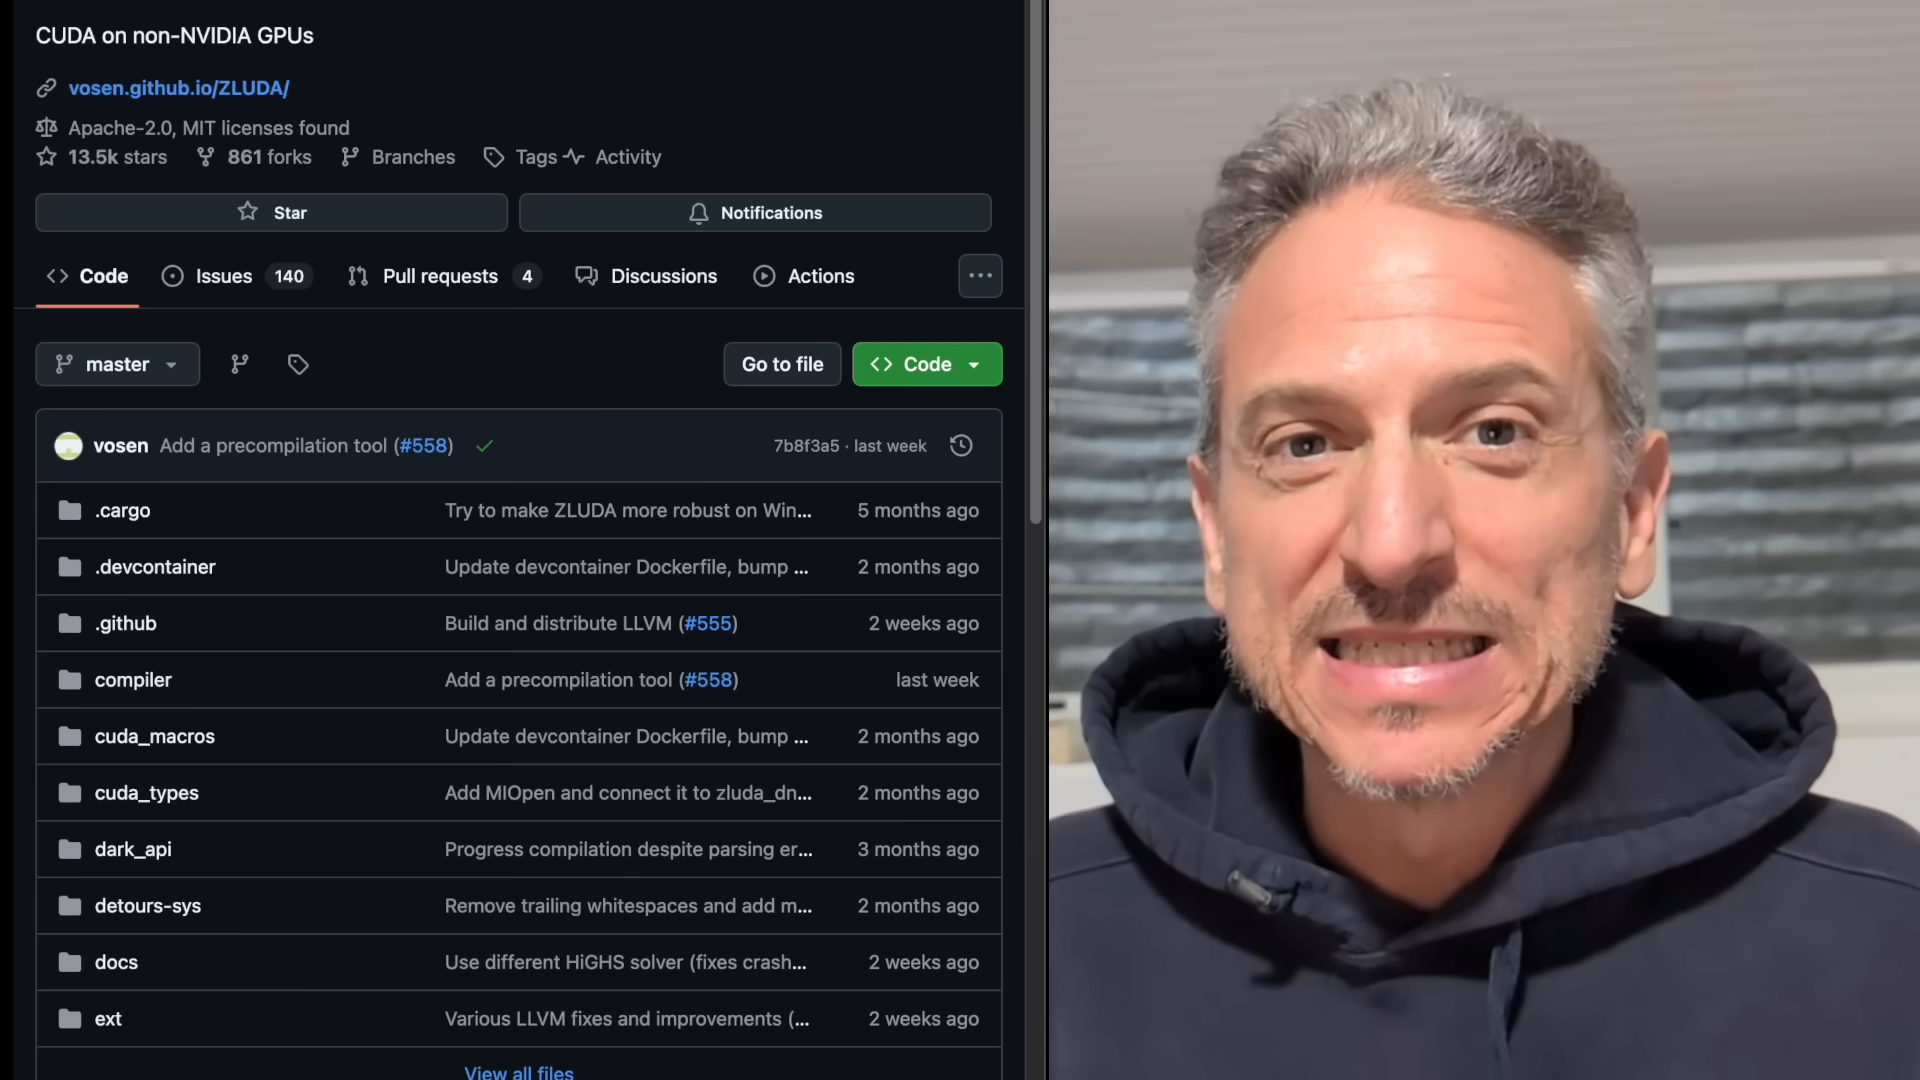 CUDA on non-NVIDIA GPUs
vosen.github.io/ZLUDA/
Apache-2.0, MIT licenses found
13.5k stars 861 forks Branches Tags Activity
Star Notifications
Code Issues 140 Pull requests 4 Discussions Actions ...
master Go to file Code
vosen Add a precompilation tool (#558) 7b8f3a5 · last week
.cargo Try to make ZLUDA more robust on Win... 5 months ago
.devcontainer Update devcontainer Dockerfile, bump ... 2 months ago
.github Build and distribute LLVM (#555) 2 weeks ago
compiler Add a precompilation tool (#558) last week
cuda_macros Update devcontainer Dockerfile, bump ... 2 months ago
cuda_types Add MIOpen and connect it to zluda_dn... 2 months ago
dark_api Progress compilation despite parsing er... 3 months ago
detours-sys Remove trailing whitespaces and add m... 2 months ago
docs Use different HiGHS solver (fixes crash... 2 weeks ago
ext Various LLVM fixes and improvements (... 2 weeks ago
View all files